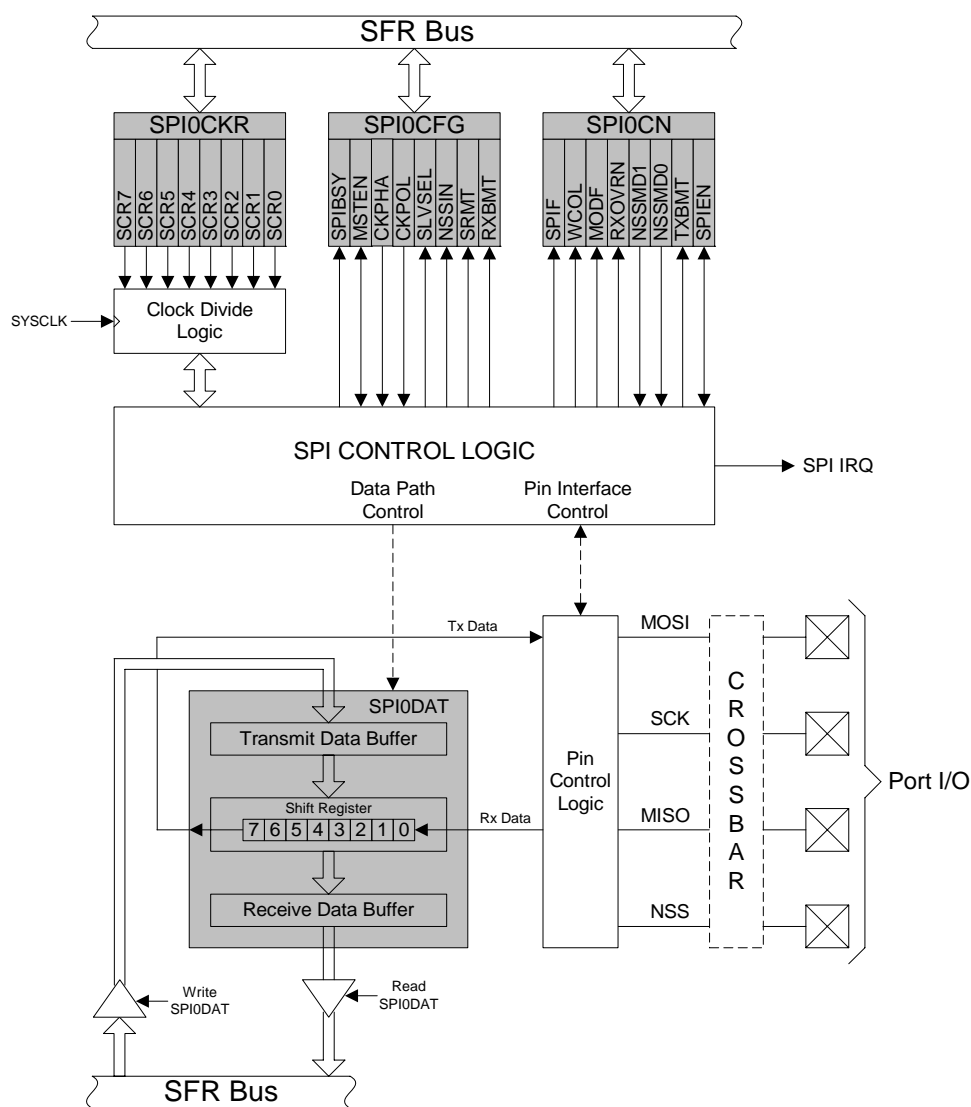 SFR Bus
SPI0CKR
SPI0CFG
SPI0CN
SCR7
SCR6
SCR5
SCR4
SCR3
SCR2
SCR1
SCR0
SPIBSY
MSTEN
CKPHA
CKPOL
SLVSEL
NSSIN
SRMT
RXBMT
SPIF
WCOL
MODF
RXOVRN
NSSMD1
NSSMD0
TXBMT
SPIEN
SYSCLK
Clock Divide
Logic
SPI CONTROL LOGIC
SPI IRQ
Data Path
Control
Pin Interface
Control
Tx Data
MOSI
SPI0DAT
Transmit Data Buffer
SCK
Shift Register
7 6 5 4 3 2 1 0
Rx Data
Pin
Control
Logic
MISO
Receive Data Buffer
NSS
CROSSBAR
Port I/O
Write
SPI0DAT
Read
SPI0DAT
SFR Bus